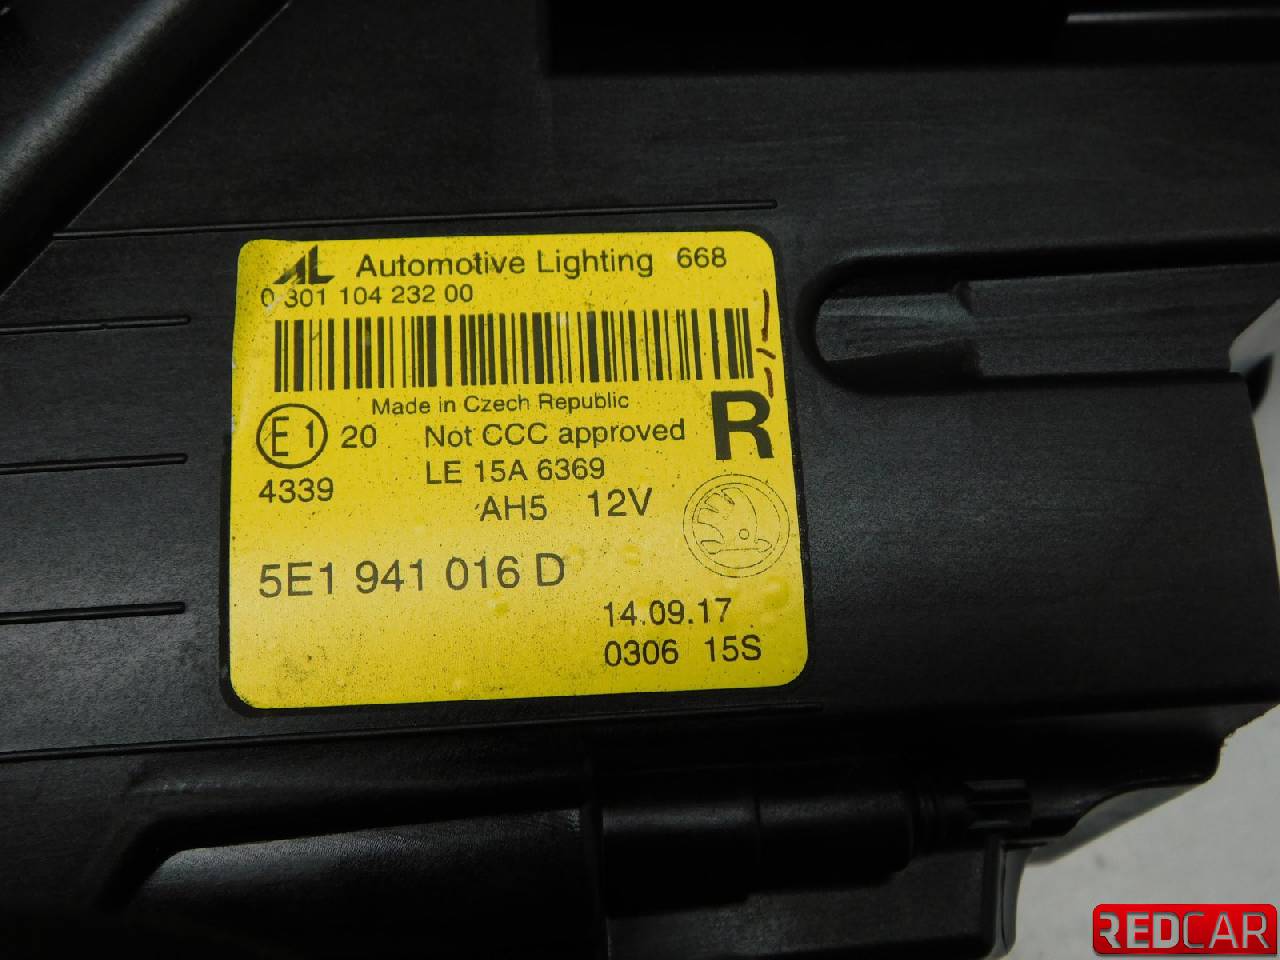 AL Automotive Lighting 668
0 301 104 232 00
Made in Czech Republic
E1 20 Not CCC approved R
4339 LE 15A 6369
AH5 12V
5E1 941 016 D
14.09.17
0306 15S
REDCAR